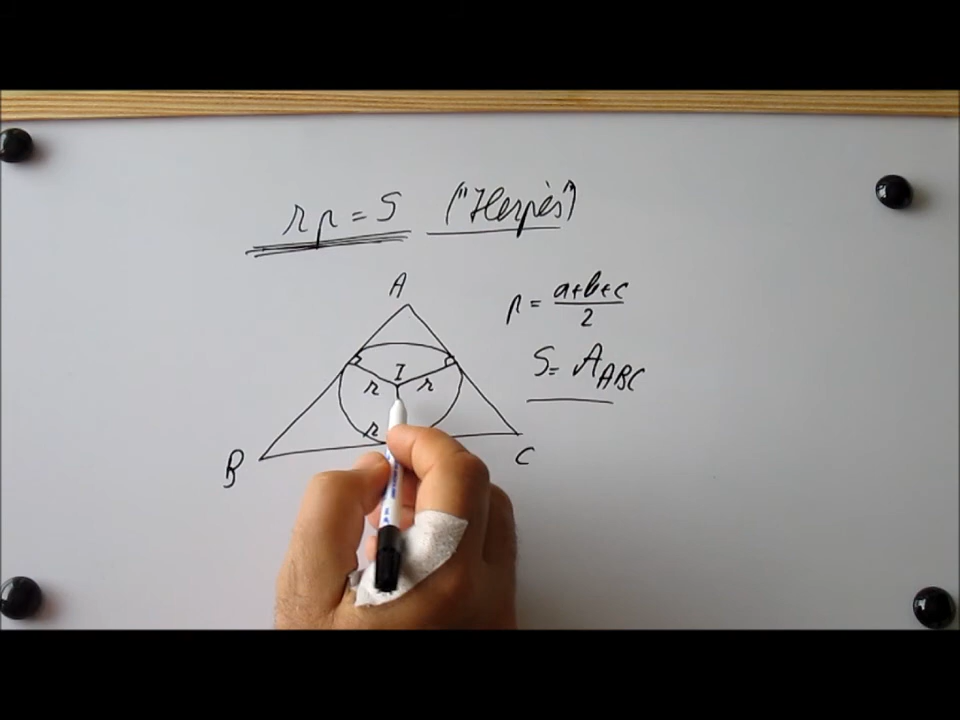 rp = S ("Herpès")
A
p = a+b+c / 2
S = A_ABC
I
r r
r
B C